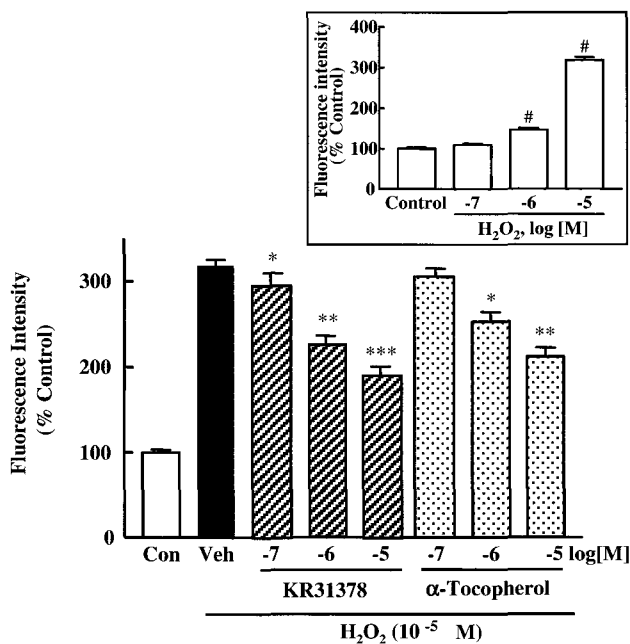 Fluorescence intensity
(% Control)
400
300
200
100
0
#
#
Control
-7
-6
-5
H₂O₂, log [M]
Fluorescence Intensity
(% Control)
300
200
100
0
*
**
***
*
**
Con
Veh
-7
-6
-5
-7
-6
-5
log[M]
KR31378
α-Tocopherol
H₂O₂ (10⁻⁵ M)